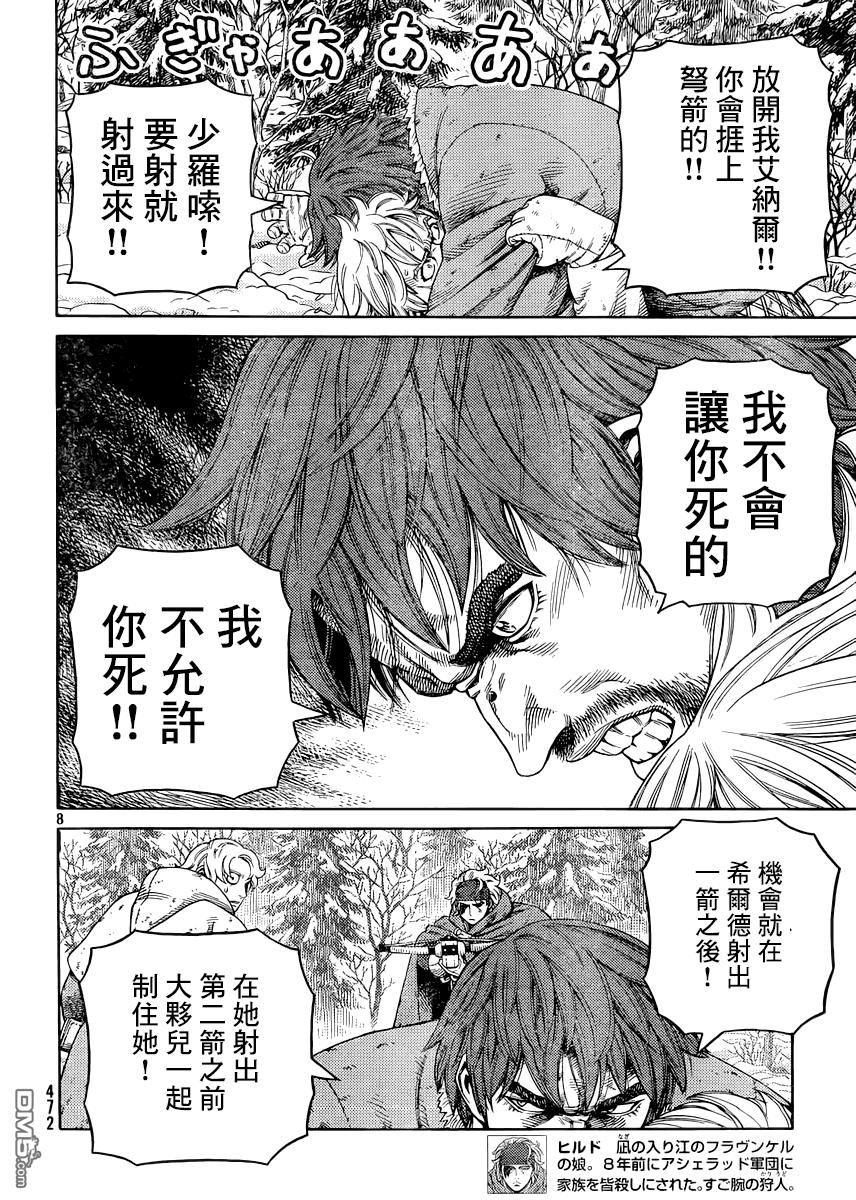 ふぎゃあぁあぁ
放開我艾納爾!!
你會捱上
弩箭的!!
少羅嗦！
要射就
射過來!!
我不會
讓你死的
我
不允許
你死!!
8
機會就在
希爾德射出
一箭之後！
在她射出
第二箭之前
大夥兒一起
制住她！
472
DM5.com
ヒルド　凪の入り江のフラヴンケル
の娘。８年前にアシェラッド軍団に
家族を皆殺しにされた。すご腕の狩人。